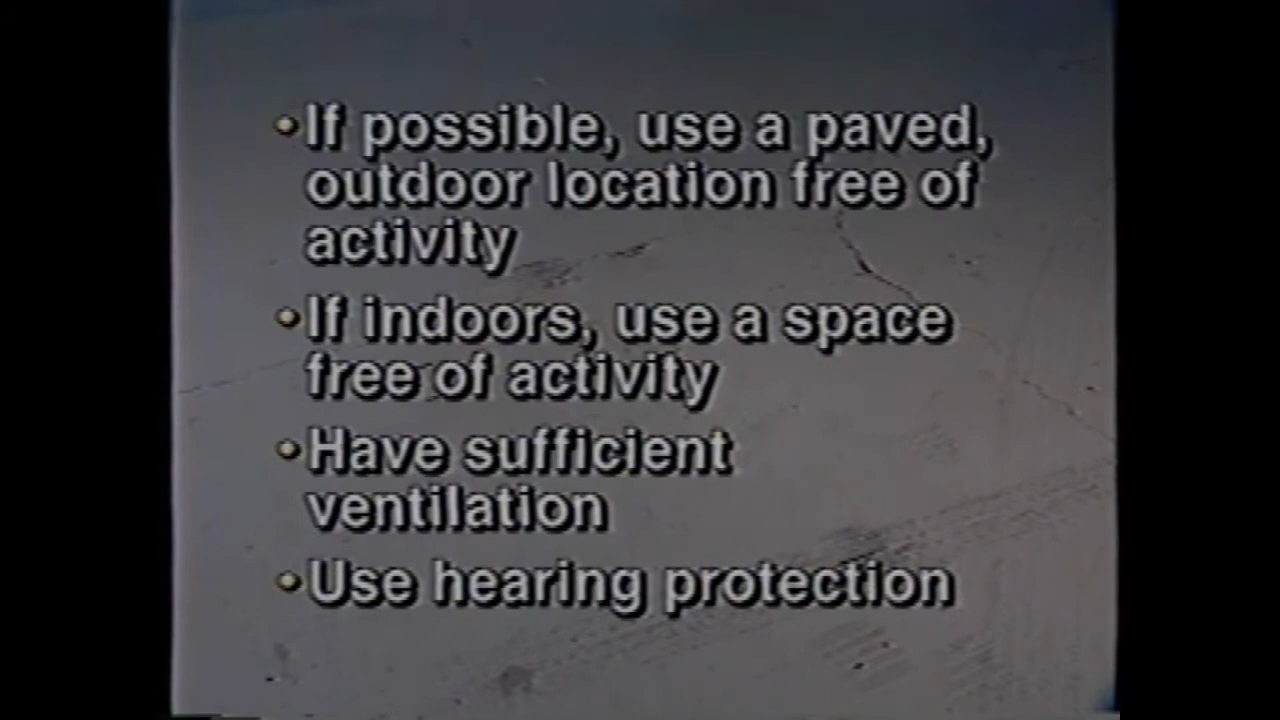 •If possible, use a paved,
outdoor location free of
activity
•If indoors, use a space
free of activity
•Have sufficient
ventilation
•Use hearing protection